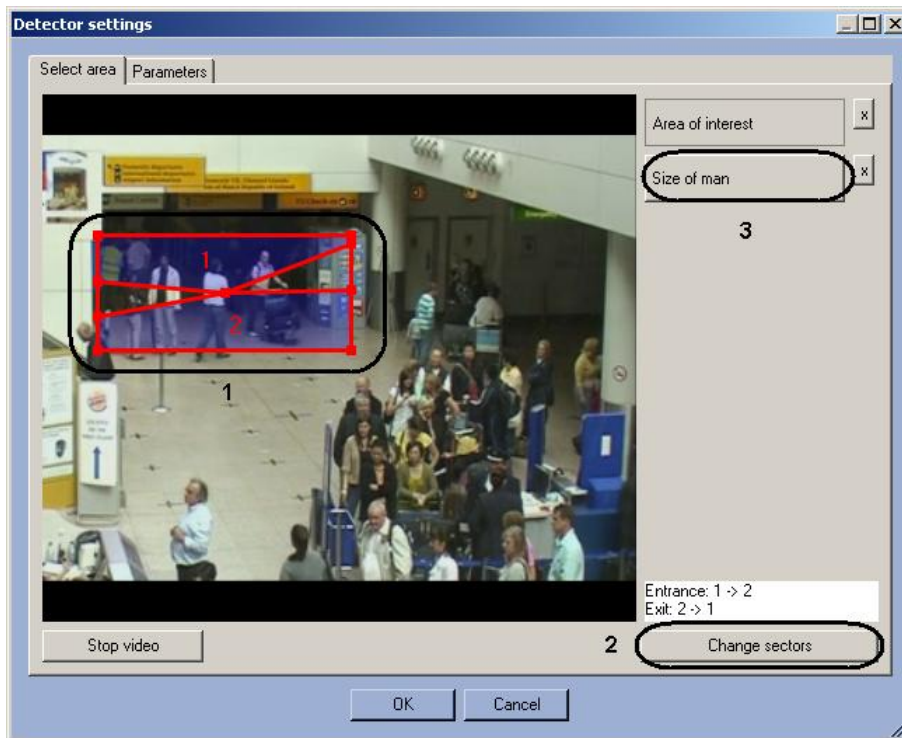 Detector settings
Select area
Parameters
Area of interest
x
Size of man
x
3
1
2
1
Entrance: 1 -> 2
Exit: 2 -> 1
Stop video
2
Change sectors
OK
Cancel